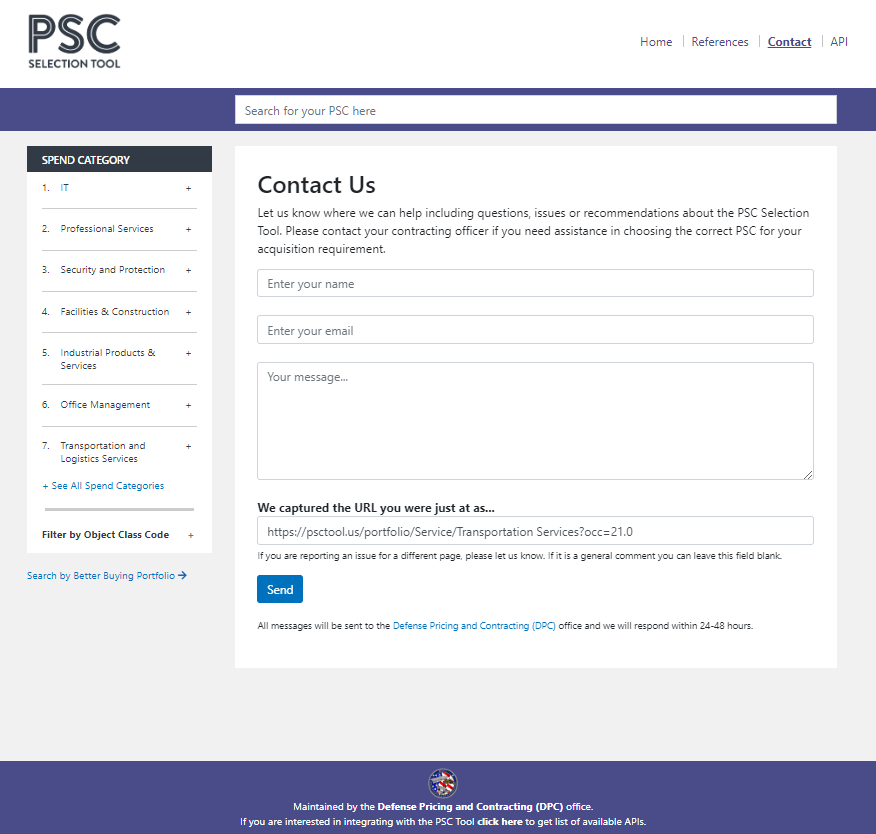 PSC
SELECTION TOOL
Home
References
Contact
API
Search for your PSC here
SPEND CATEGORY
1. IT +
2. Professional Services +
3. Security and Protection +
4. Facilities & Construction +
5. Industrial Products & +
Services
6. Office Management +
7. Transportation and +
Logistics Services
+ See All Spend Categories
Filter by Object Class Code +
Search by Better Buying Portfolio →
Contact Us
Let us know where we can help including questions, issues or recommendations about the PSC Selection
Tool. Please contact your contracting officer if you need assistance in choosing the correct PSC for your
acquisition requirement.
Enter your name
Enter your email
Your message...
We captured the URL you were just at as...
https://psctool.us/portfolio/Service/Transportation Services?occ=21.0
If you are reporting an issue for a different page, please let us know. If it is a general comment you can leave this field blank.
Send
All messages will be sent to the Defense Pricing and Contracting (DPC) office and we will respond within 24-48 hours.
Maintained by the Defense Pricing and Contracting (DPC) office.
If you are interested in integrating with the PSC Tool click here to get list of available APIs.